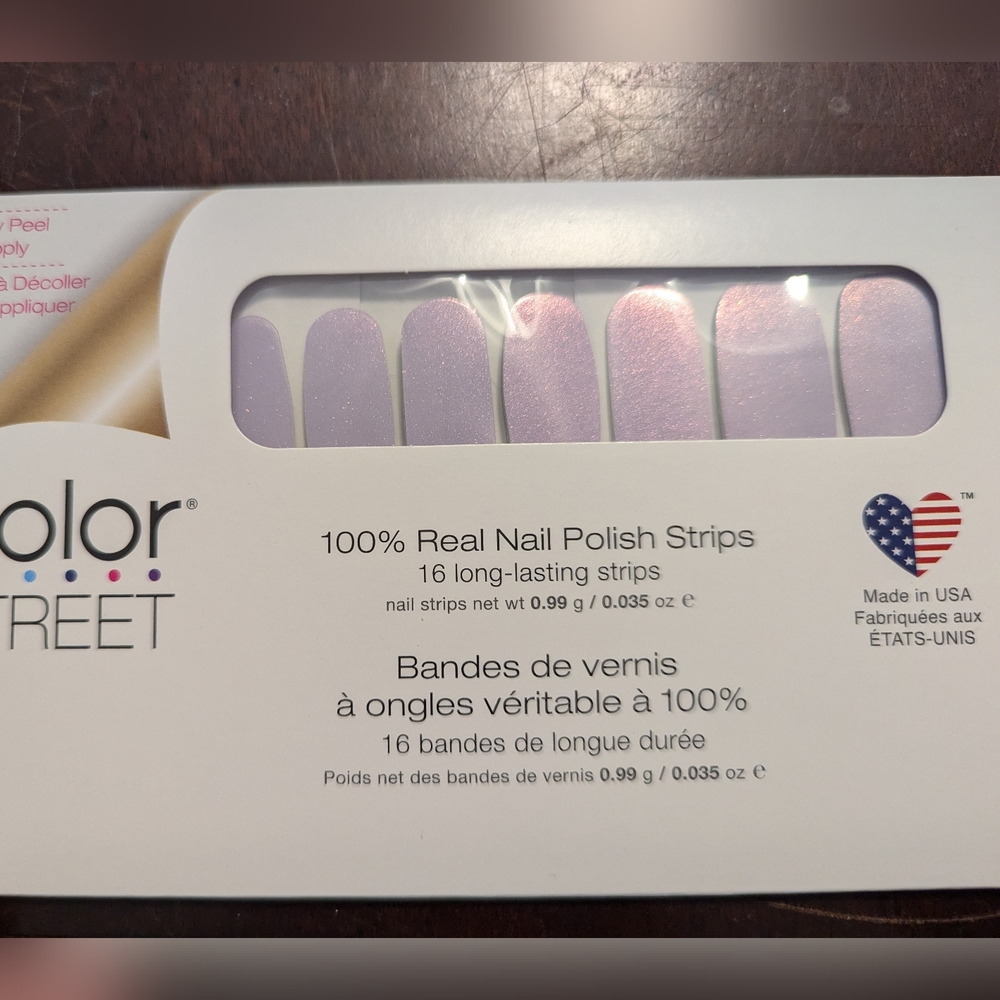 Peel
à Décoller
olor®
TREET
100% Real Nail Polish Strips
16 long-lasting strips
nail strips net wt 0.99 g / 0.035 oz ℮
Bandes de vernis
à ongles véritable à 100%
16 bandes de longue durée
Poids net des bandes de vernis 0.99 g / 0.035 oz ℮
TM
Made in USA
Fabriquées aux
ÉTATS-UNIS